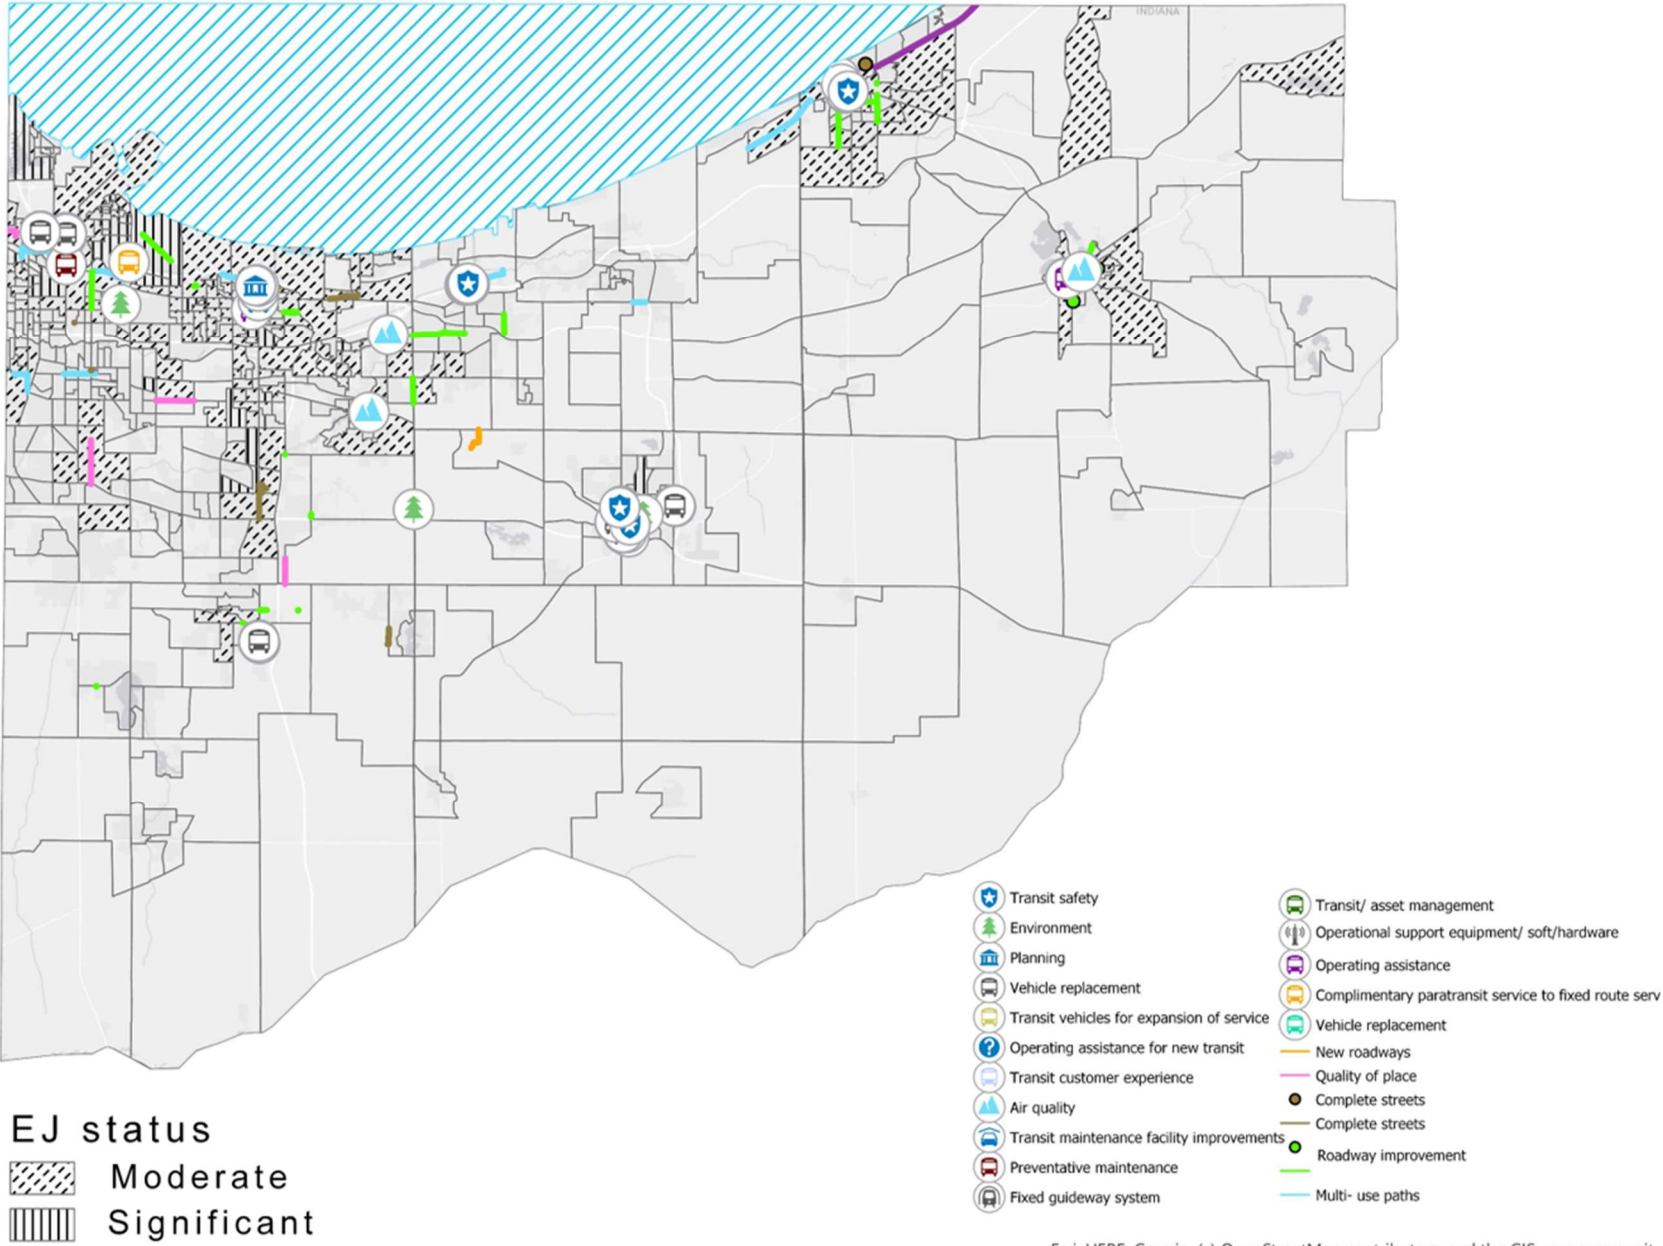 INDIANA
Transit safety
Environment
Planning
Vehicle replacement
Transit vehicles for expansion of service
Operating assistance for new transit
Transit customer experience
Air quality
Transit maintenance facility improvements
Preventative maintenance
Fixed guideway system
Transit/ asset management
Operational support equipment/ soft/hardware
Operating assistance
Complimentary paratransit service to fixed route serv
Vehicle replacement
New roadways
Quality of place
Complete streets
Complete streets
Roadway improvement
Multi- use paths
EJ status
Moderate
Significant